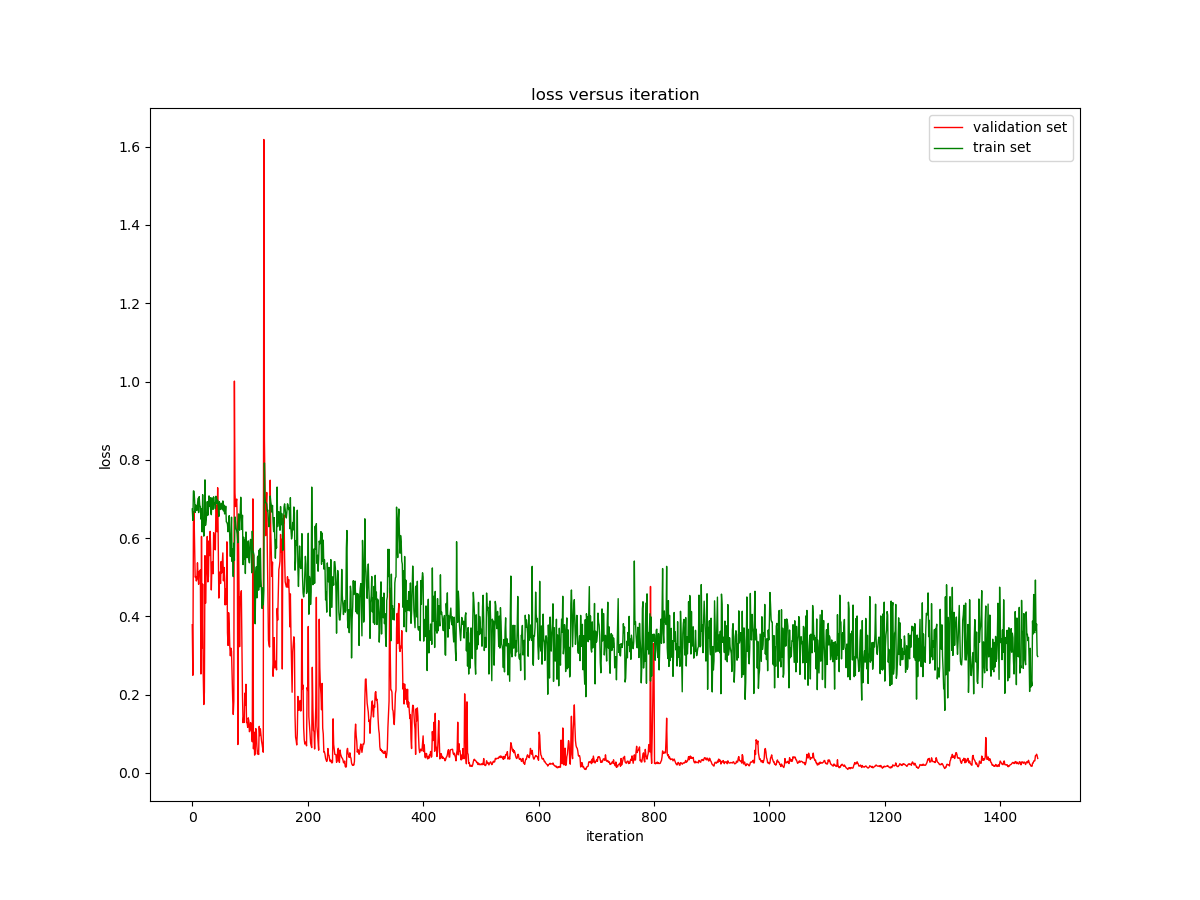 loss versus iteration
validation set
train set
1.6
1.4
1.2
1.0
0.8
0.6
0.4
0.2
0.0
loss
0 200 400 600 800 1000 1200 1400
iteration